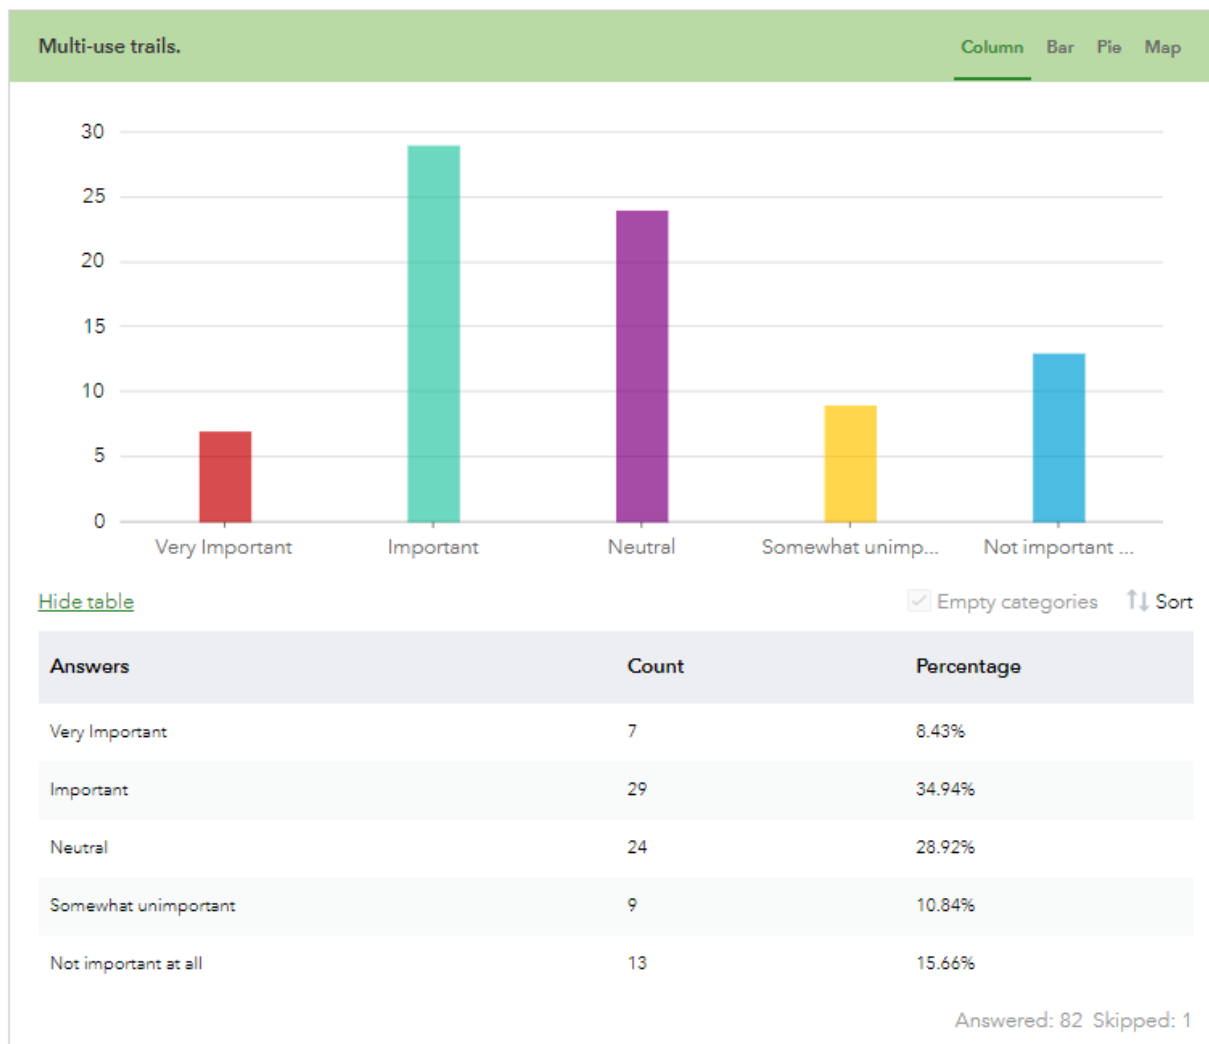 Multi-use trails. Column Bar Pie Map
30
25
20
15
10
5
0
Very Important Important Neutral Somewhat unimp... Not important ...
Hide table Empty categories Sort
Answers Count Percentage
Very Important 7 8.43%
Important 29 34.94%
Neutral 24 28.92%
Somewhat unimportant 9 10.84%
Not important at all 13 15.66%
Answered: 82 Skipped: 1